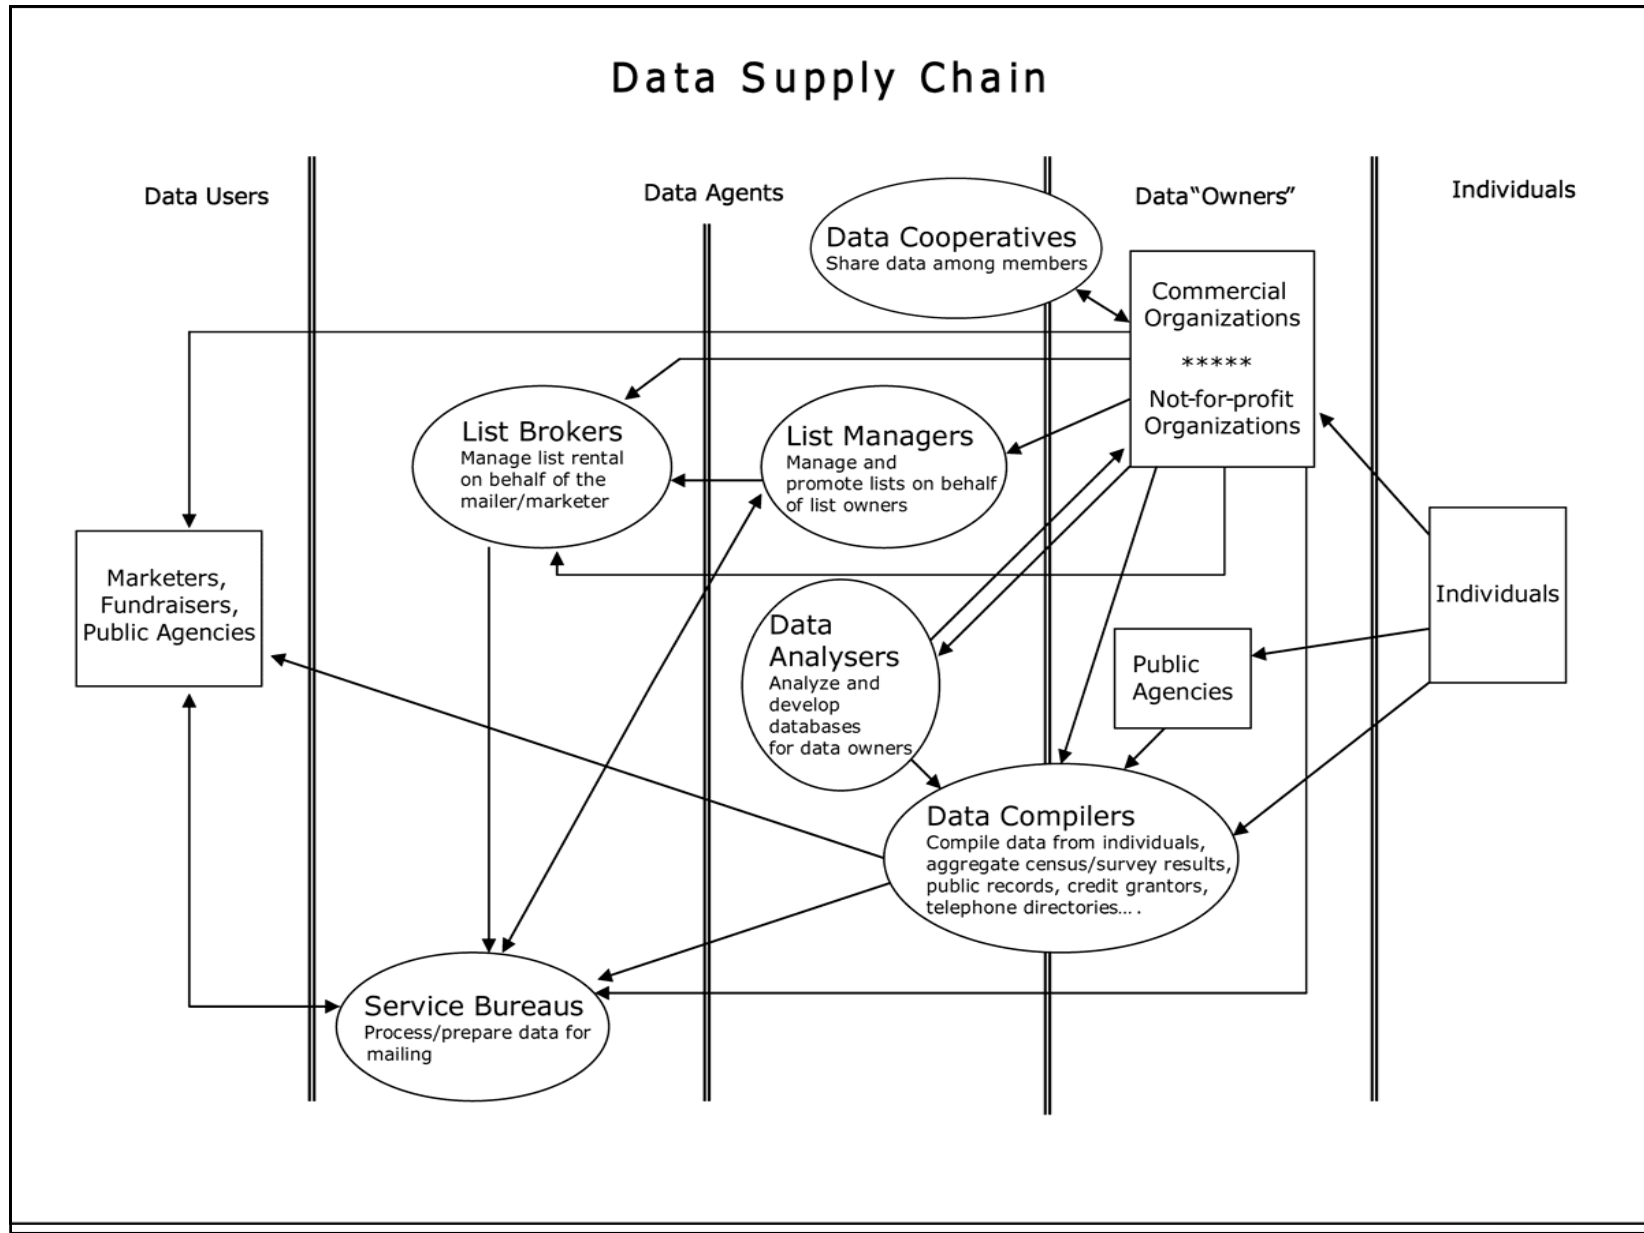 Data Supply Chain
Data Users
Data Agents
Data“Owners”
Individuals
Data Cooperatives
Share data among members
Commercial
Organizations
*****
Not-for-profit
Organizations
List Brokers
Manage list rental
on behalf of the
mailer/marketer
List Managers
Manage and
promote lists on behalf
of list owners
Marketers,
Fundraisers,
Public Agencies
Individuals
Data
Analysers
Analyze and
develop
databases
for data owners
Public
Agencies
Data Compilers
Compile data from individuals,
aggregate census/survey results,
public records, credit grantors,
telephone directories....
Service Bureaus
Process/prepare data for
mailing